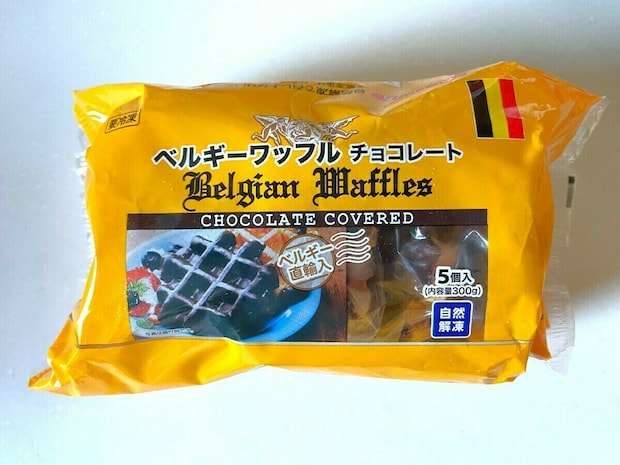 要冷凍
ベルギーワッフル チョコレート
Belgian Waffles
CHOCOLATE COVERED
ベルギー
直輸入
5個入
(内容量300g)
自然
解凍